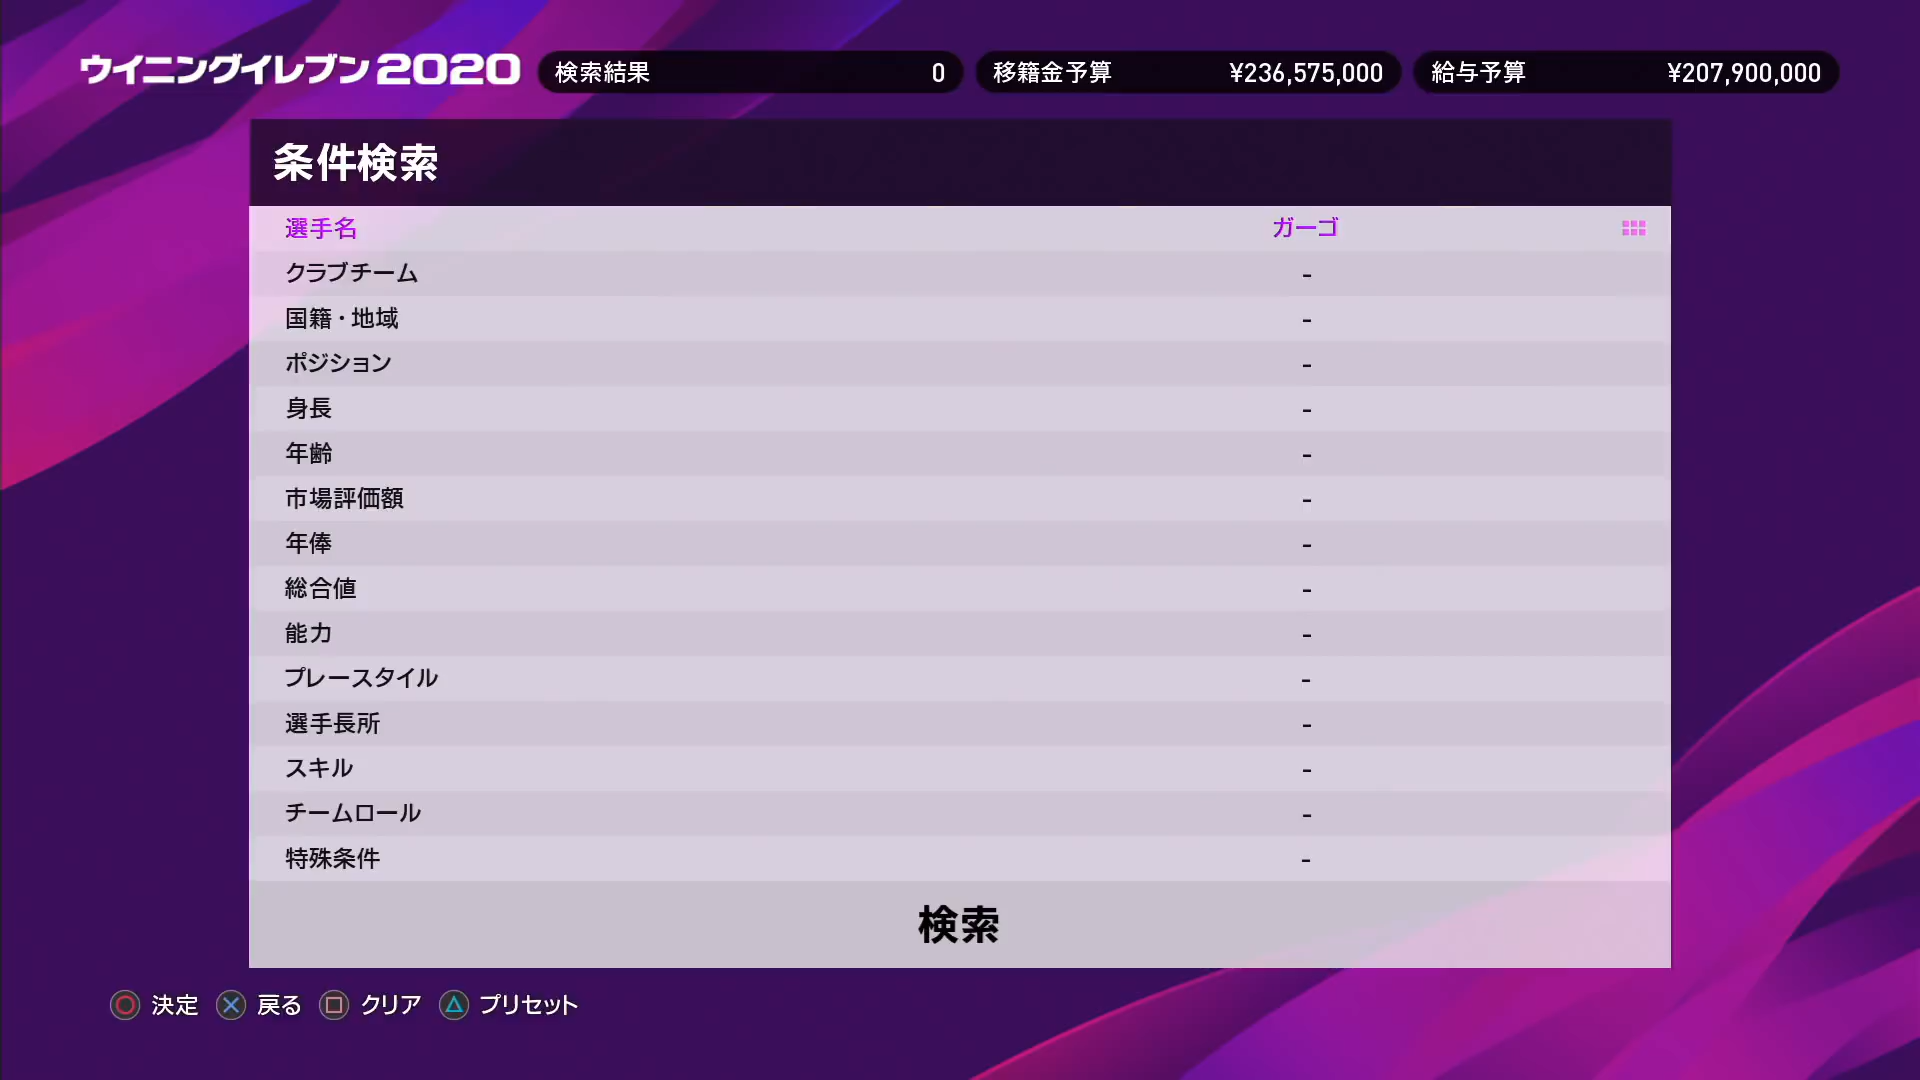 ウイニングイレブン 2020
検索結果 0
移籍金予算 ¥236,575,000
給与予算 ¥207,900,000
条件検索
選手名 ガーゴ
クラブチーム -
国籍・地域 -
ポジション -
身長 -
年齢 -
市場評価額 -
年俸 -
総合値 -
能力 -
プレースタイル -
選手長所 -
スキル -
チームロール -
特殊条件 -
検索
決定 戻る クリア プリセット